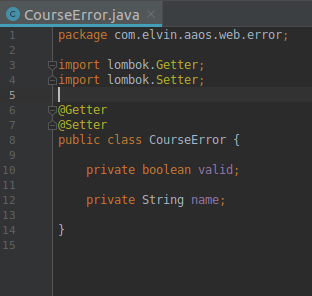 CourseError.java
1 package com.elvin.aaos.web.error;
2
3 import lombok.Getter;
4 import lombok.Setter;
5
6 @Getter
7 @Setter
8 public class CourseError {
9
10 private boolean valid;
11
12 private String name;
13
14 }
15